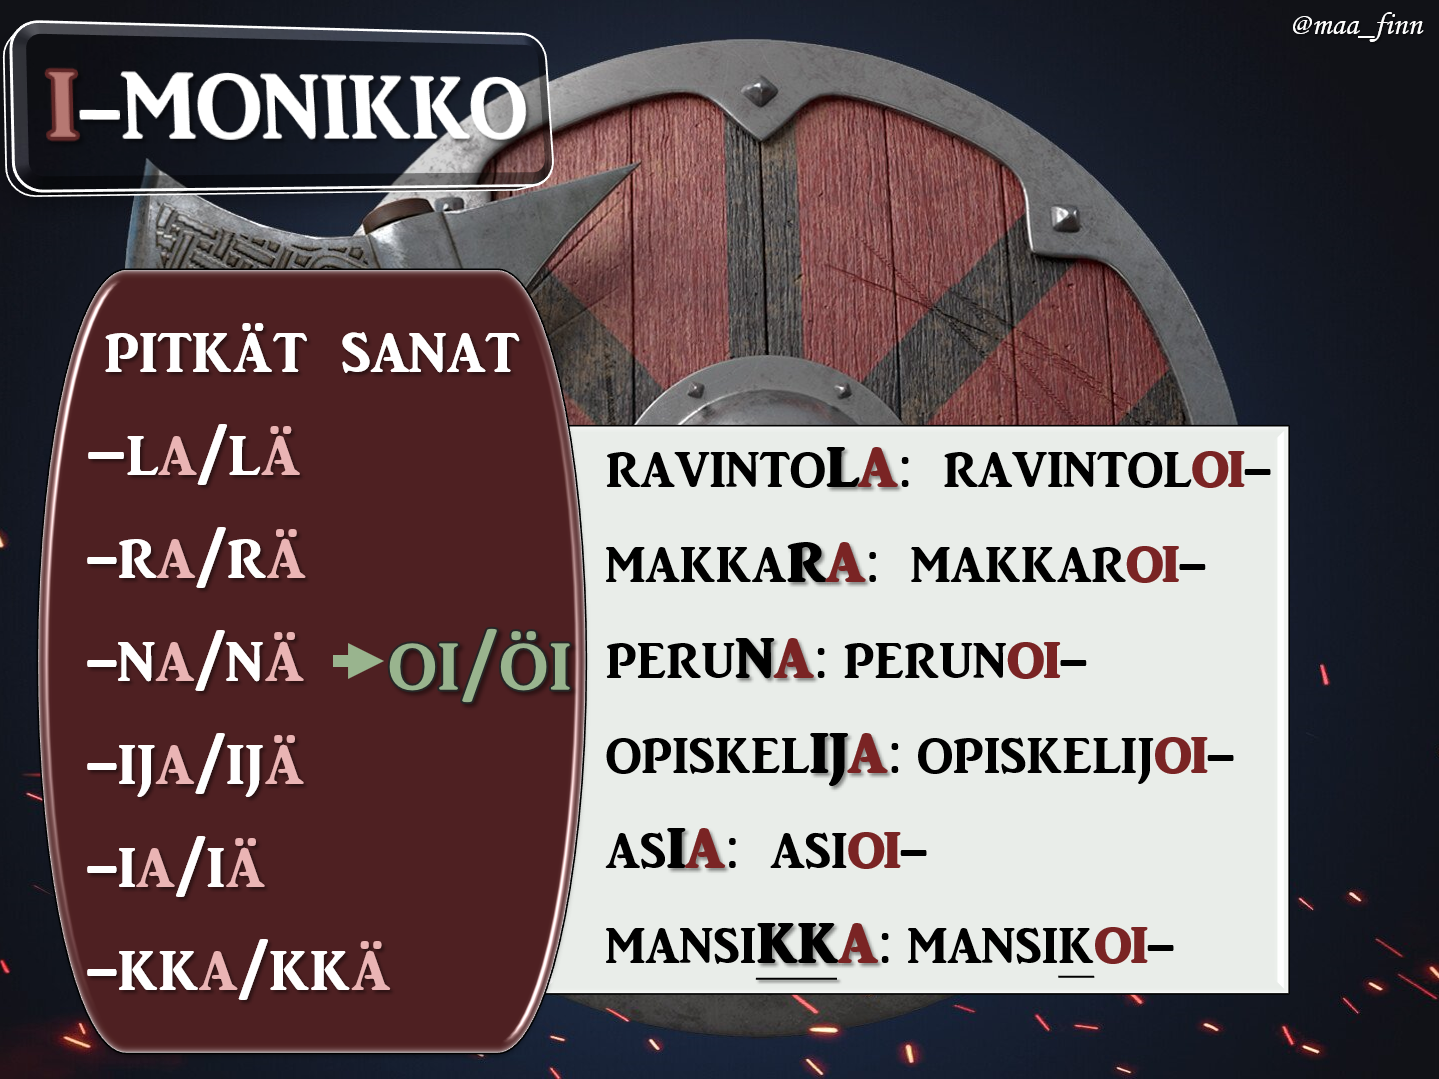 @maa_finn
I-MONIKKO
PITKÄT SANAT
-LA/LÄ
-RA/RÄ
-NA/NÄ OI/ÖI
-IJA/IJÄ
-IA/IÄ
-KKA/KKÄ
RAVINTOLA: RAVINTOLOI-
MAKKARA: MAKKAROI-
PERUNA: PERUNOI-
OPISKELIJA: OPISKELIJOI-
ASIA: ASIOI-
MANSIKKA: MANSIKOI-